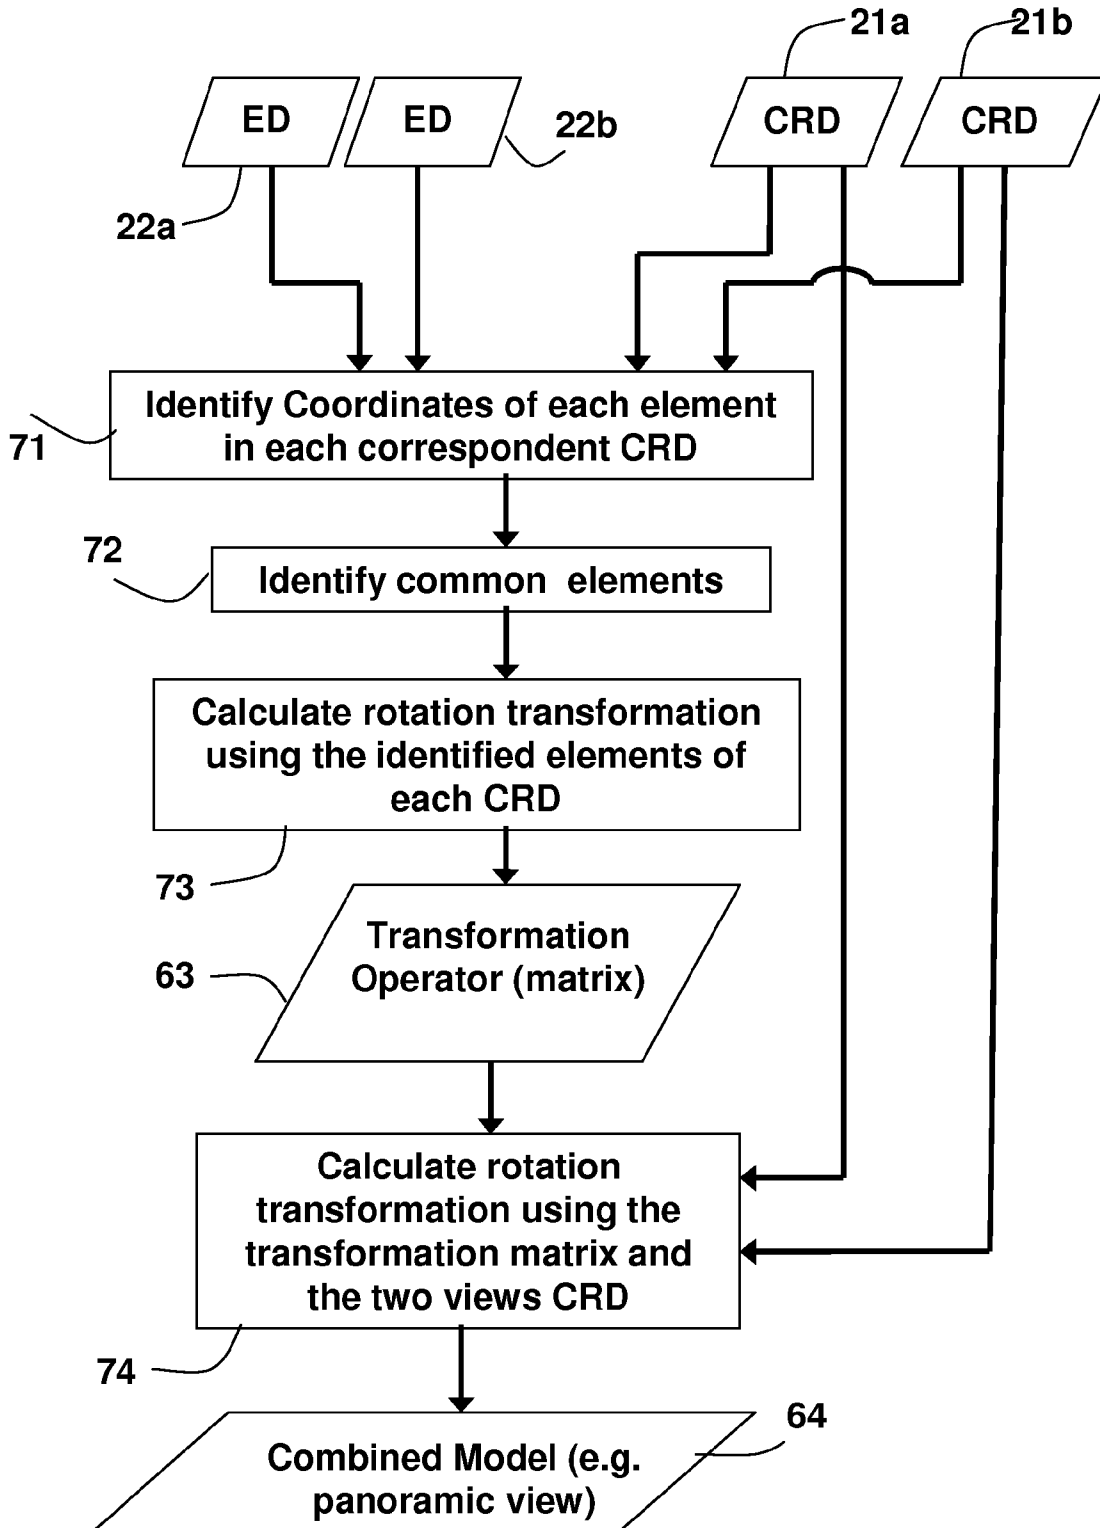 21a
21b
ED
ED
CRD
CRD
22b
22a
Identify Coordinates of each element
in each correspondent CRD
71
72
Identify common elements
Calculate rotation transformation
using the identified elements of
each CRD
73
Transformation
Operator (matrix)
63
Calculate rotation
transformation using the
transformation matrix and
the two views CRD
74
64
Combined Model (e.g.
panoramic view)